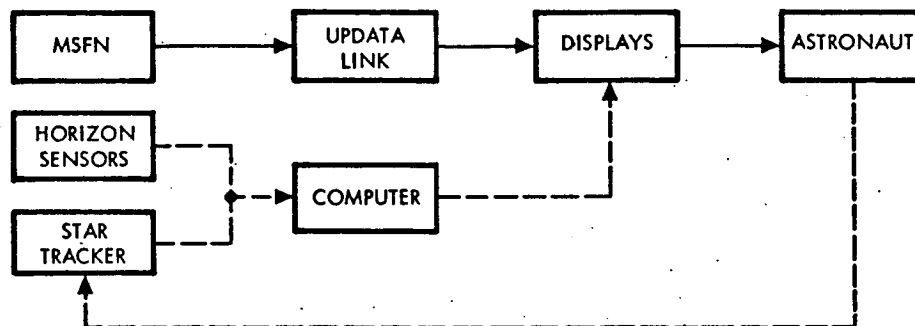 MSFN
UPDATA
LINK
DISPLAYS
ASTRONAUT
HORIZON
SENSORS
COMPUTER
STAR
TRACKER